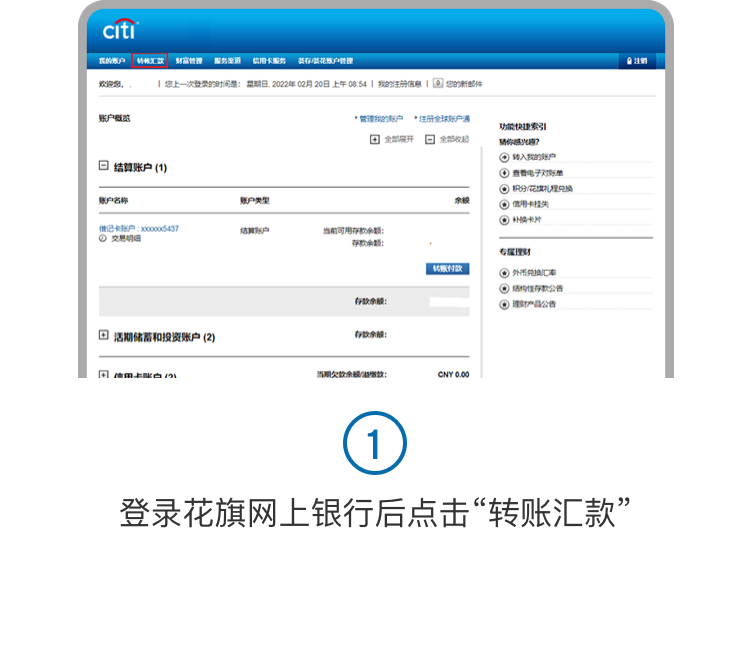 citi
我的账户 转帐汇款 财富管理 服务渠道 信用卡服务 荟存/荟花账户管理 注销
欢迎您， . | 您上一次登录的时间是： 星期日, 2022年 02月 20日 上午 08:54 | 我的注册信息 | 0 您的新邮件
账户概览
管理我的账户 注册全球账户通
全部展开 全部收起
结算账户 (1)
账户名称 账户类型 余额
借记卡账户 : xxxxxx5437 结算账户 当前可用存款余额:
交易明细 存款余额:
转账付款
存款余额:
活期储蓄和投资账户 (2) 存款余额:
信用卡账户 (2) 当期欠款余额/溢缴款: CNY 0.00
功能快捷索引
猜你感兴趣?
转入我的账户
查看电子对账单
积分/花旗礼程兑换
信用卡挂失
补换卡片
专属理财
外币兑换汇率
结构性存款公告
理财产品公告
1
登录花旗网上银行后点击“转账汇款”